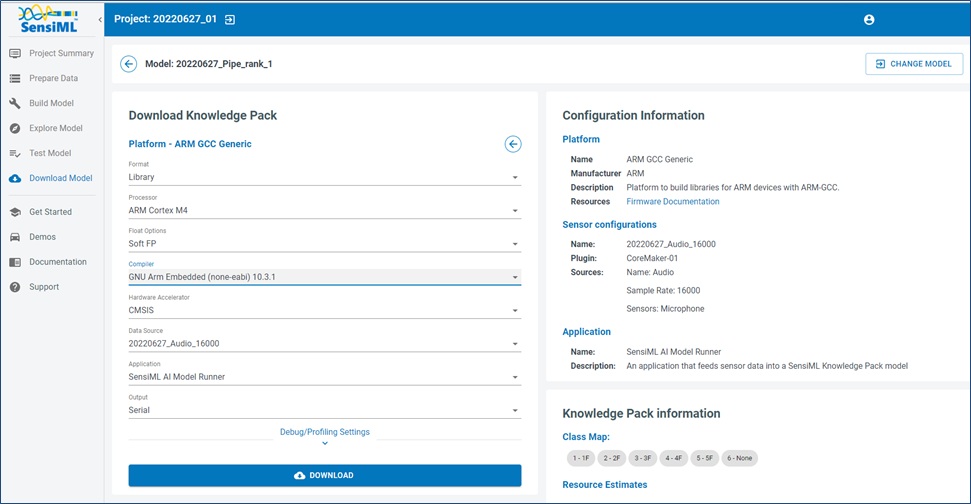 SensiML
Project: 20220627_01
Project Summary
Prepare Data
Build Model
Explore Model
Test Model
Download Model
Get Started
Demos
Documentation
Support
Model: 20220627_Pipe_rank_1
CHANGE MODEL
Download Knowledge Pack
Platform - ARM GCC Generic
Format
Library
Processor
ARM Cortex M4
Float Options
Soft FP
Compiler
GNU Arm Embedded (none-eabi) 10.3.1
Hardware Accelerator
CMSIS
Data Source
20220627_Audio_16000
Application
SensiML AI Model Runner
Output
Serial
Debug/Profiling Settings
DOWNLOAD
Configuration Information
Platform
Name ARM GCC Generic
Manufacturer ARM
Description Platform to build libraries for ARM devices with ARM-GCC.
Resources Firmware Documentation
Sensor configurations
Name: 20220627_Audio_16000
Plugin: CoreMaker-01
Sources: Name: Audio
Sample Rate: 16000
Sensors: Microphone
Application
Name: SensiML AI Model Runner
Description: An application that feeds sensor data into a SensiML Knowledge Pack model
Knowledge Pack information
Class Map:
1 - 1F 2 - 2F 3 - 3F 4 - 4F 5 - 5F 6 - None
Resource Estimates